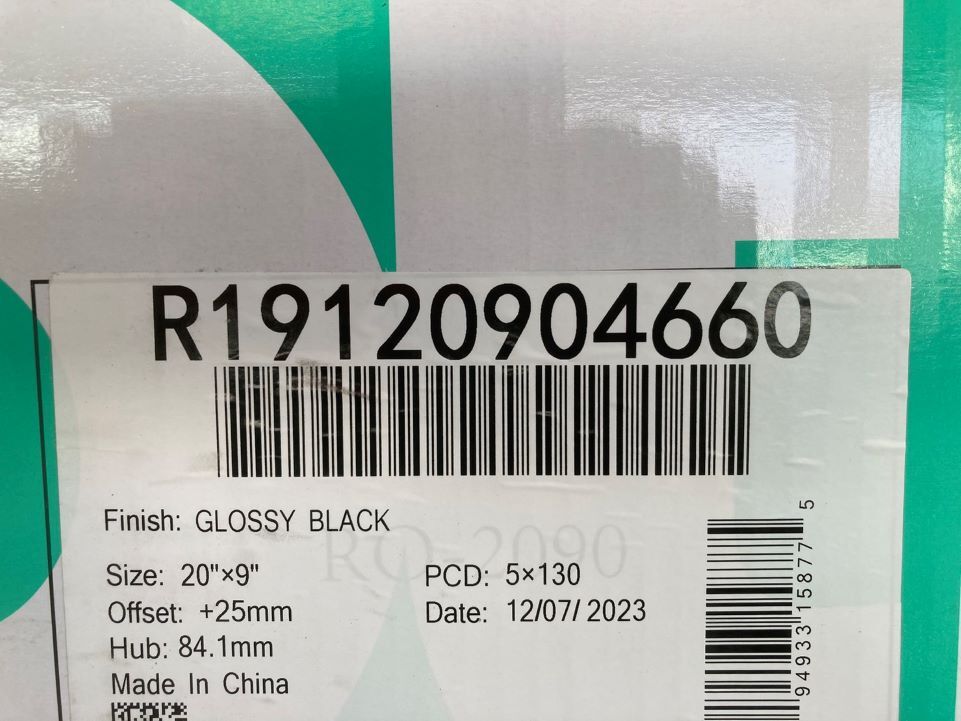 R19120904660
Finish: GLOSSY BLACK
RO-2090
Size: 20"×9"
PCD: 5×130
Offset: +25mm
Date: 12/07/2023
Hub: 84.1mm
Made In China
94933 15877 5